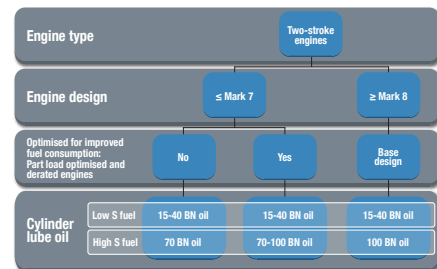 Engine type
Two-stroke
engines
Engine design
≤ Mark 7
≥ Mark 8
Optimised for improved
fuel consumption:
Part load optimised and
derated engines
No
Yes
Base
design
Cylinder
lube oil
Low S fuel
15-40 BN oil
15-40 BN oil
15-40 BN oil
High S fuel
70 BN oil
70-100 BN oil
100 BN oil